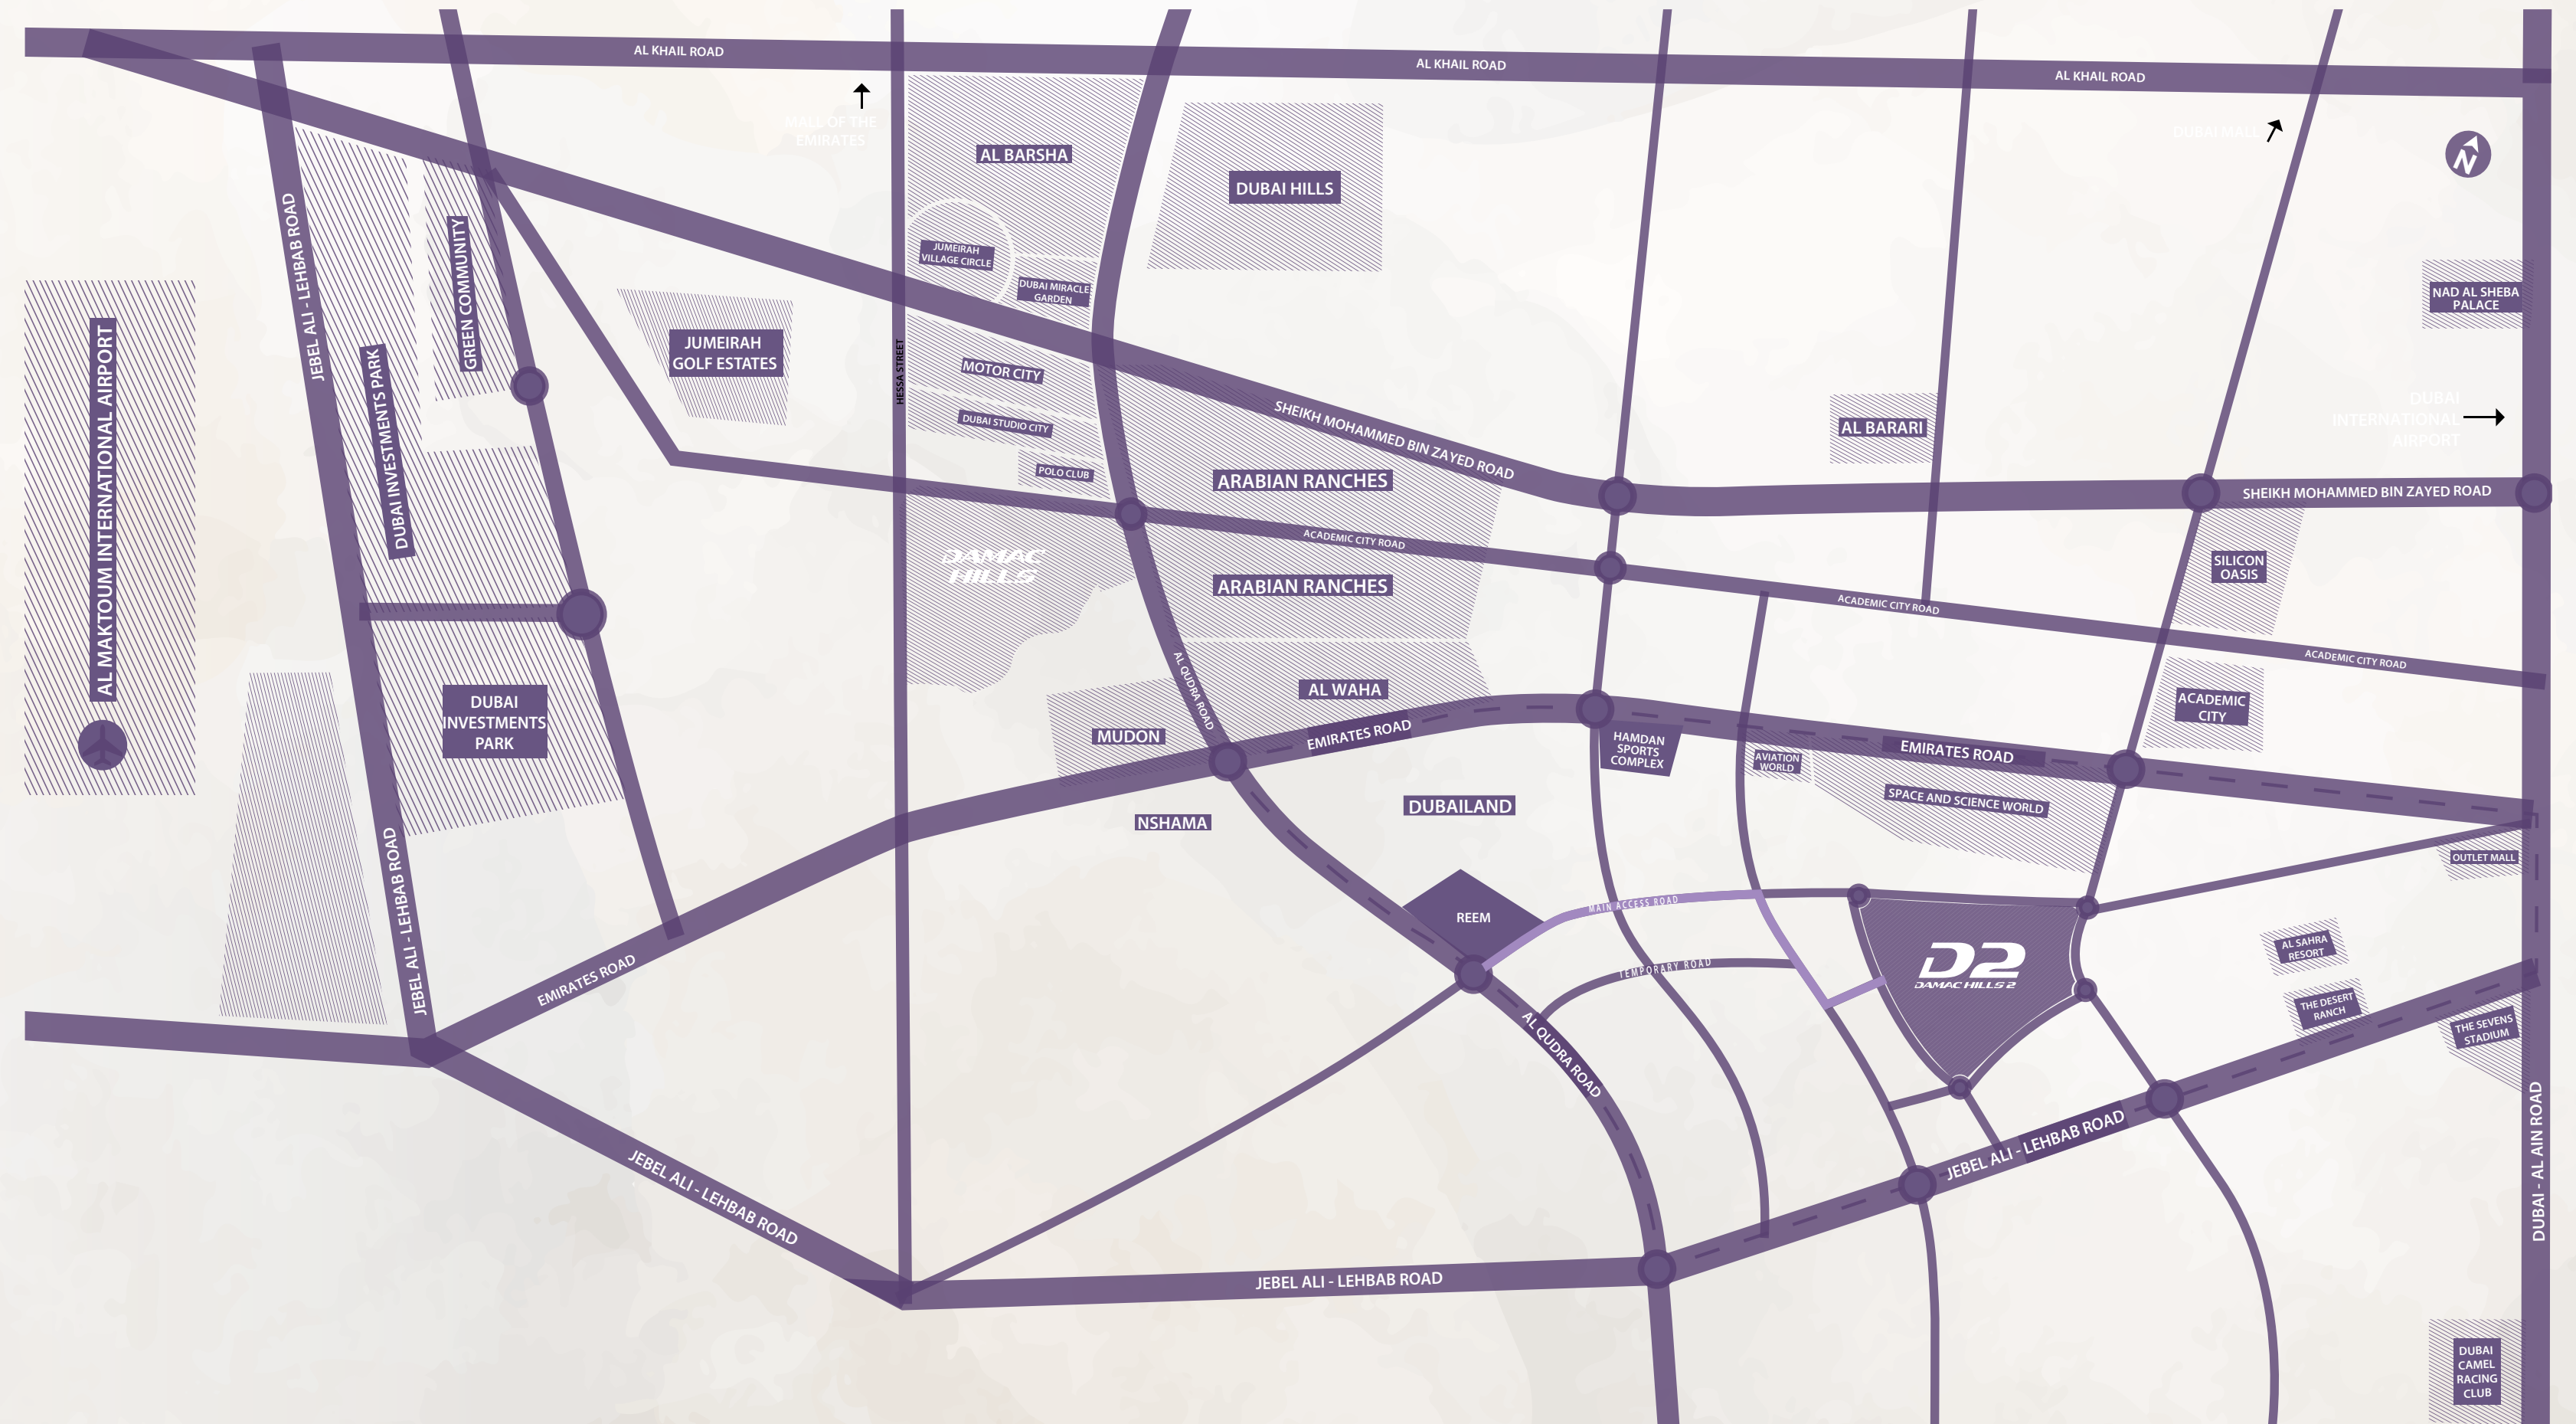 AL KHAIL ROAD
AL KHAIL ROAD
AL KHAIL ROAD
MALL OF THE
EMIRATES
DUBAI MALL
N
AL BARSHA
DUBAI HILLS
JEBEL ALI - LEHBAB ROAD
GREEN COMMUNITY
JUMEIRAH
VILLAGE CIRCLE
DUBAI MIRACLE
GARDEN
NAD AL SHEBA
PALACE
AL MAKTOUM INTERNATIONAL AIRPORT
DUBAI INVESTMENTS PARK
JUMEIRAH
GOLF ESTATES
HESSA STREET
MOTOR CITY
DUBAI STUDIO CITY
POLO CLUB
SHEIKH MOHAMMED BIN ZAYED ROAD
AL BARARI
DUBAI
INTERNATIONAL
AIRPORT
ARABIAN RANCHES
SHEIKH MOHAMMED BIN ZAYED ROAD
ACADEMIC CITY ROAD
DAMAC
HILLS
ARABIAN RANCHES
SILICON
OASIS
ACADEMIC CITY ROAD
ACADEMIC CITY ROAD
AL QUDRA ROAD
AL WAHA
DUBAI
INVESTMENTS
PARK
MUDON
EMIRATES ROAD
HAMDAN
SPORTS
COMPLEX
AVIATION
WORLD
EMIRATES ROAD
ACADEMIC
CITY
SPACE AND SCIENCE WORLD
NSHAMA
DUBAILAND
OUTLET MALL
JEBEL ALI - LEHBAB ROAD
REEM
MAIN ACCESS ROAD
TEMPORARY ROAD
D2
DAMAC HILLS 2
AL SAHRA
RESORT
THE DESERT
RANCH
THE SEVENS
STADIUM
EMIRATES ROAD
AL QUDRA ROAD
JEBEL ALI - LEHBAB ROAD
JEBEL ALI - LEHBAB ROAD
JEBEL ALI - LEHBAB ROAD
DUBAI - AL AIN ROAD
DUBAI
CAMEL
RACING
CLUB